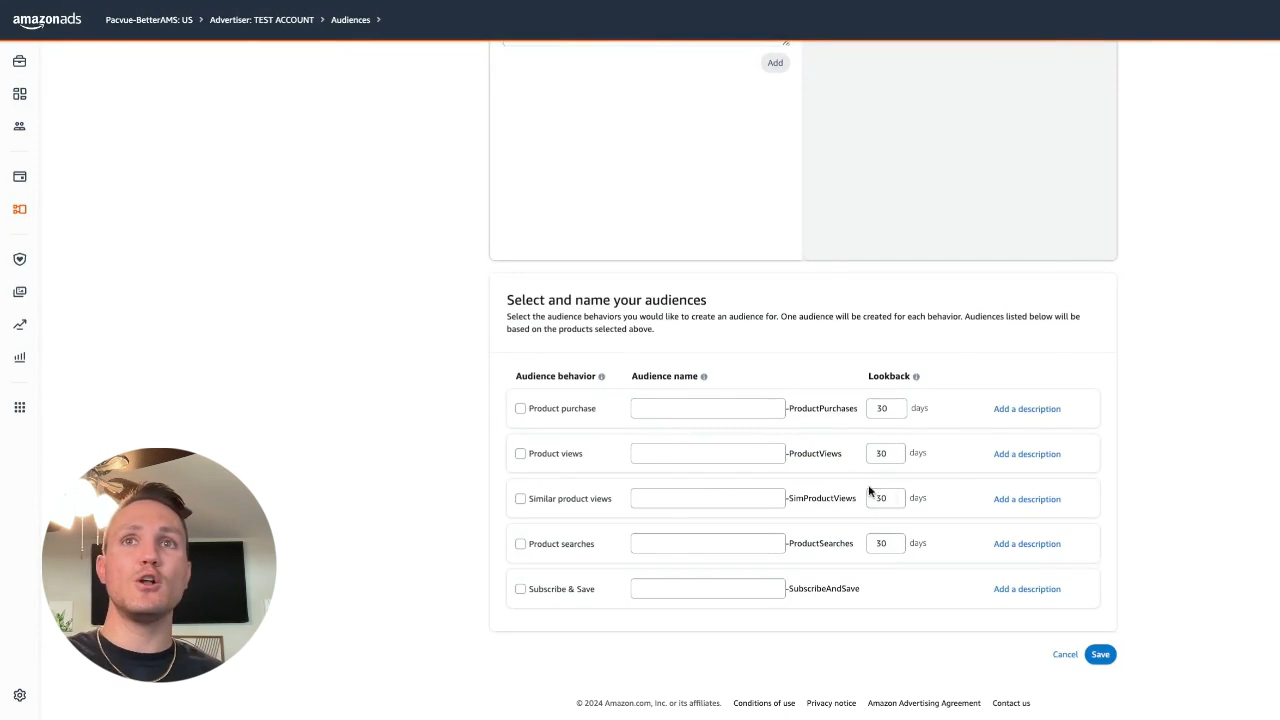 amazonads
Pacvue-BetterAMS: US > Advertiser: TEST ACCOUNT > Audiences >
Add
Select and name your audiences
Select the audience behaviors you would like to create an audience for. One audience will be created for each behavior. Audiences listed below will be
based on the products selected above.
Audience behavior Audience name Lookback
Product purchase -ProductPurchases 30 days Add a description
Product views -ProductViews 30 days Add a description
Similar product views -SimProductViews 30 days Add a description
Product searches -ProductSearches 30 days Add a description
Subscribe & Save -SubscribeAndSave Add a description
Cancel Save
© 2024 Amazon.com, Inc. or its affiliates. Conditions of use Privacy notice Amazon Advertising Agreement Contact us